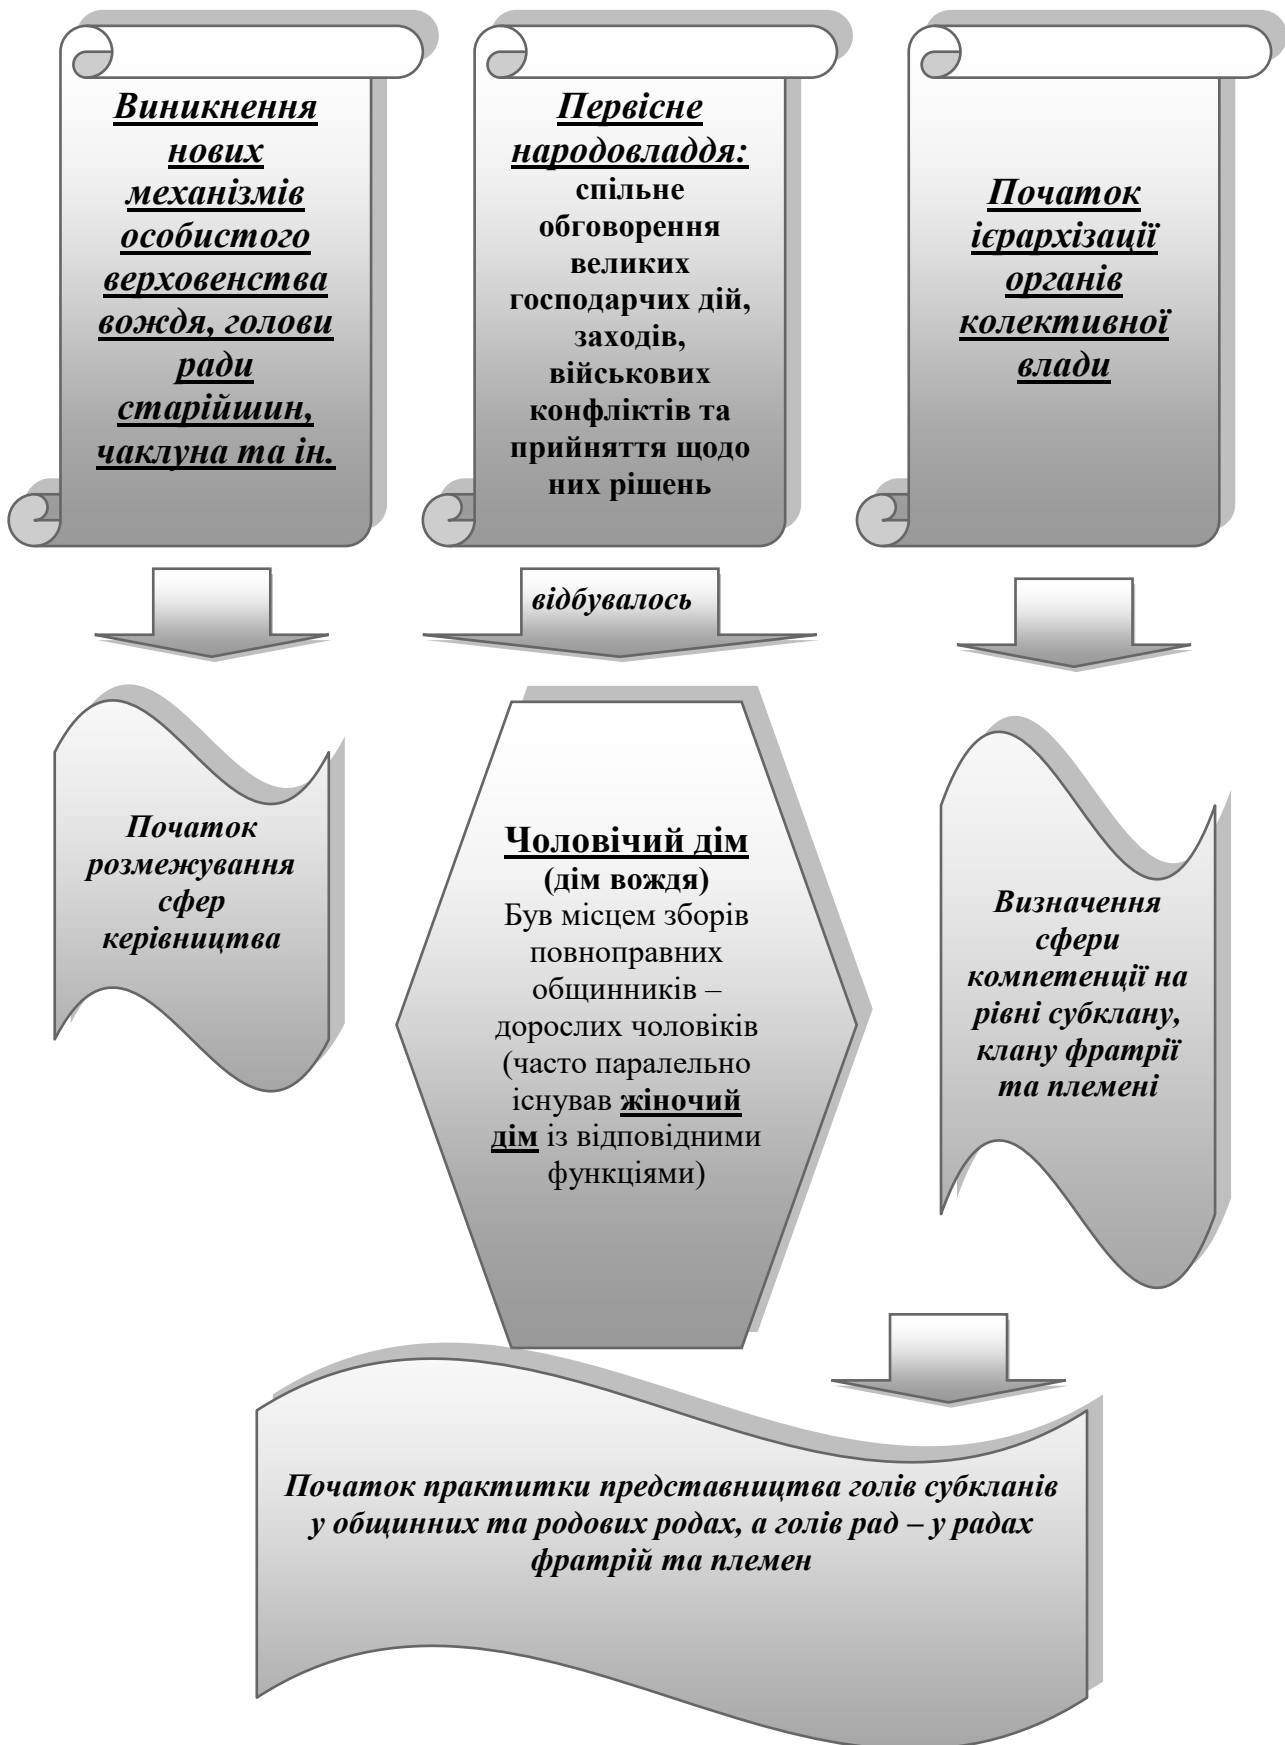 Виникнення
нових
механізмів
особистого
верховенства
вождя, голови
ради
старійшин,
чаклуна та ін.
Первісне
народовладдя:
спільне
обговорення
великих
господарчих дій,
заходів,
військових
конфліктів та
прийняття щодо
них рішень
Початок
ієрархізації
органів
колективної
влади
відбувалось
Початок
розмежування
сфер
керівництва
Чоловічий дім
(дім вождя)
Був місцем зборів
повноправних
общинників –
дорослих чоловіків
(часто паралельно
існував жіночий
дім із відповідними
функціями)
Визначення
сфери
компетенції на
рівні субклану,
клану фратрії
та племені
Початок практитки представництва голів субкланів
у общинних та родових родах, а голів рад – у радах
фратрій та племен